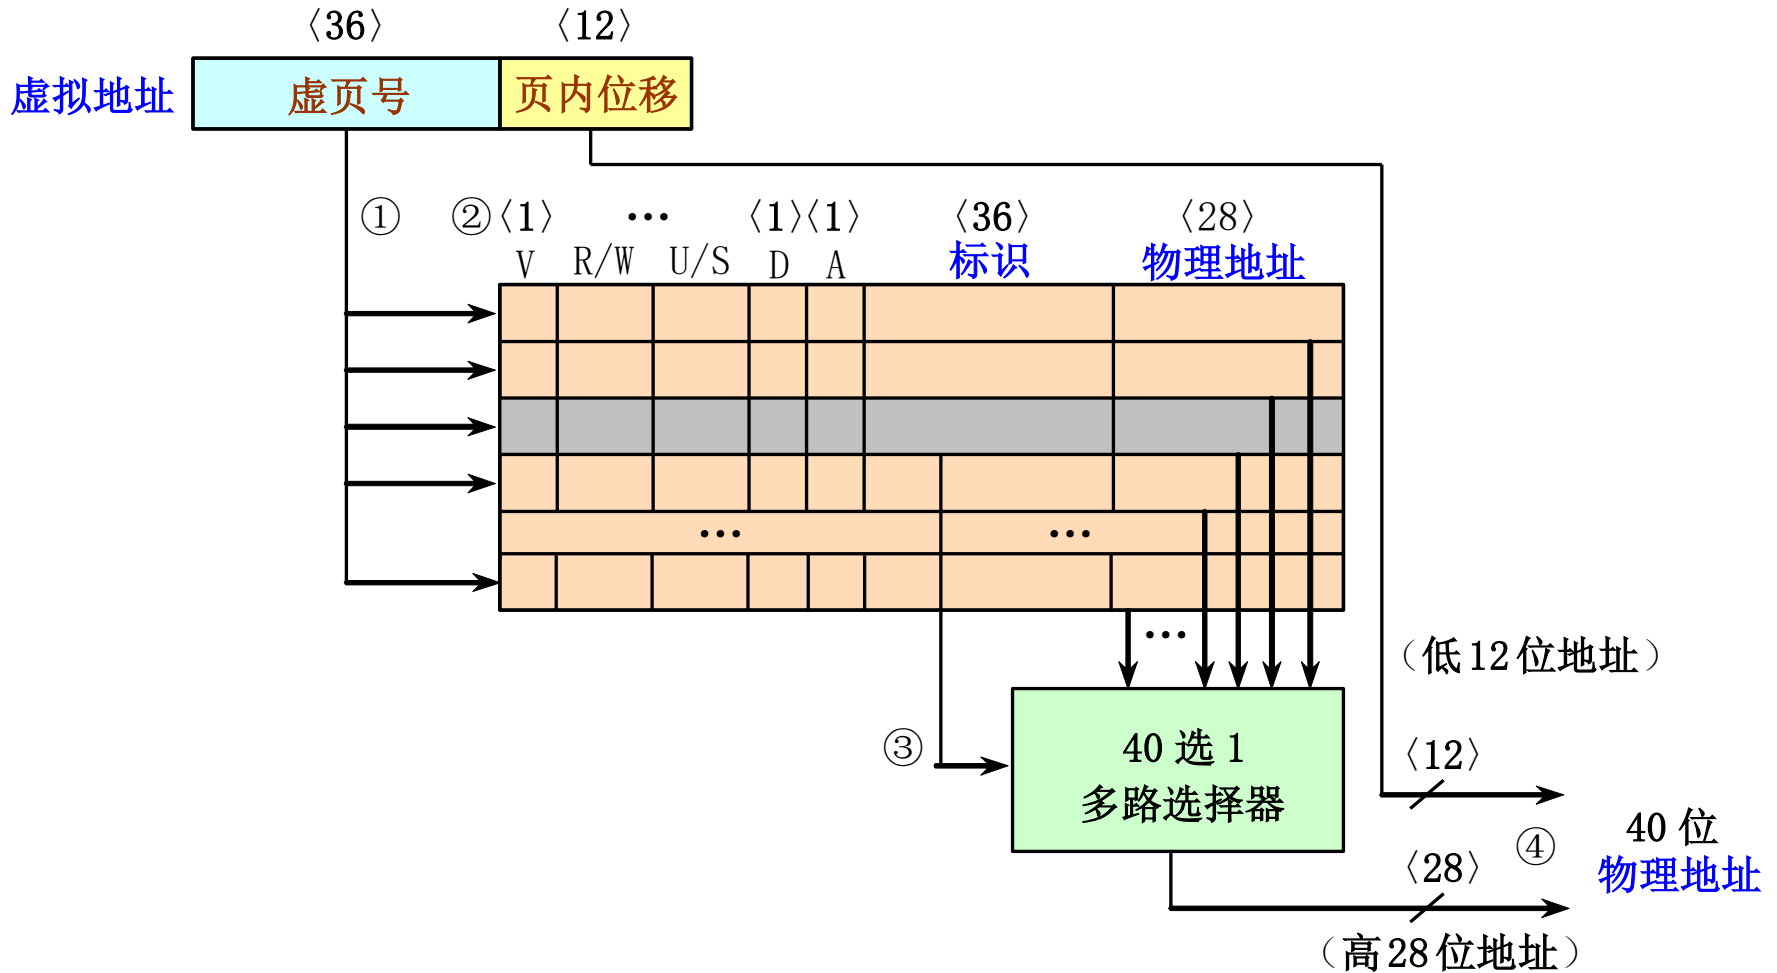 〈36〉 〈12〉
虚拟地址 虚页号 页内位移
① ②〈1〉 … 〈1〉〈1〉 〈36〉 〈28〉
V R/W U/S D A 标识 物理地址
… …
…
(低12位地址)
③ 40选1 〈12〉
多路选择器
40位
④
〈28〉 物理地址
(高28位地址)